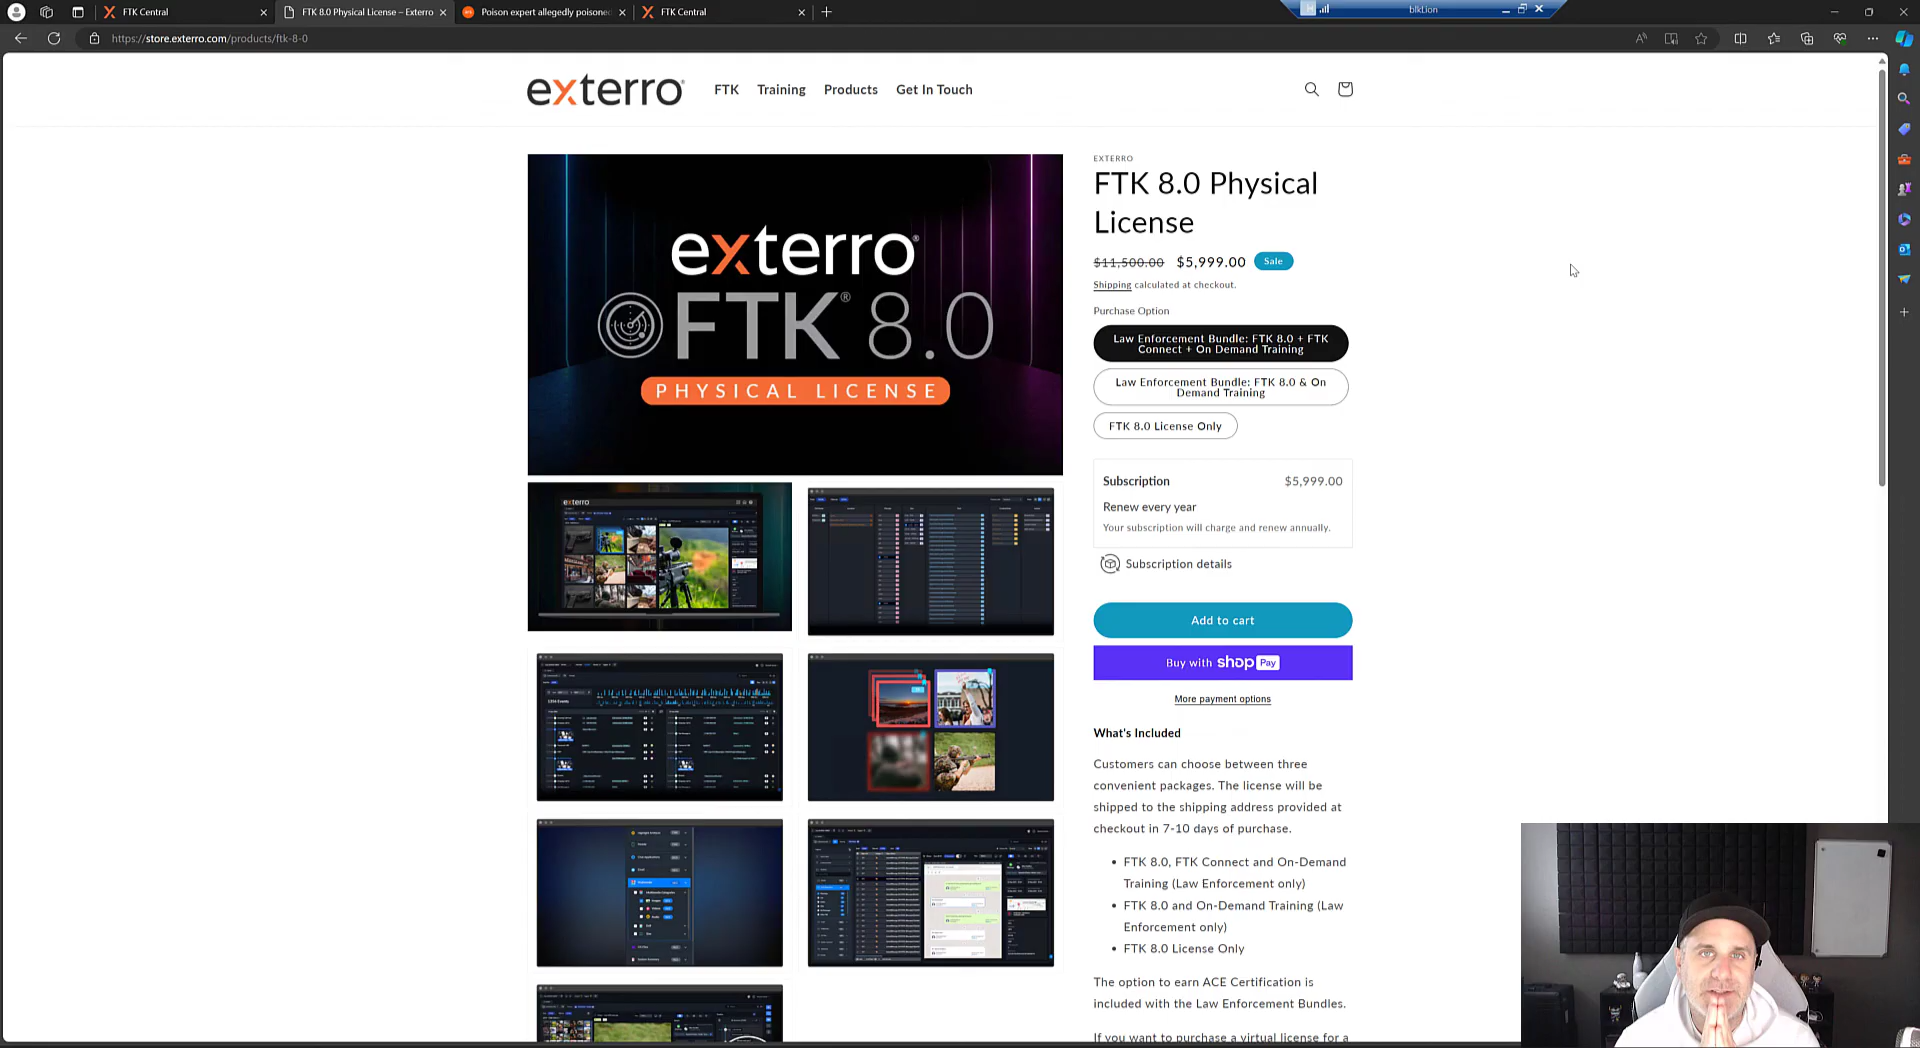 FTK Central
FTK 8.0 Physical License – Exterro
Poison expert allegedly poisone
FTK Central
blkLion
https://store.exterro.com/products/ftk-8-0
exterro
FTK
Training
Products
Get In Touch
exterro®
FTK® 8.0
PHYSICAL LICENSE
exterro
EXTERRO
FTK 8.0 Physical
License
$11,500.00 $5,999.00 Sale
Shipping calculated at checkout.
Purchase Option
Law Enforcement Bundle: FTK 8.0 + FTK
Connect + On Demand Training
Law Enforcement Bundle: FTK 8.0 & On
Demand Training
FTK 8.0 License Only
Subscription $5,999.00
Renew every year
Your subscription will charge and renew annually.
Subscription details
Add to cart
Buy with shop Pay
More payment options
What's Included
Customers can choose between three
convenient packages. The license will be
shipped to the shipping address provided at
checkout in 7-10 days of purchase.
• FTK 8.0, FTK Connect and On-Demand
Training (Law Enforcement only)
• FTK 8.0 and On-Demand Training (Law
Enforcement only)
• FTK 8.0 License Only
The option to earn ACE Certification is
included with the Law Enforcement Bundles.
If you want to purchase a virtual license for a